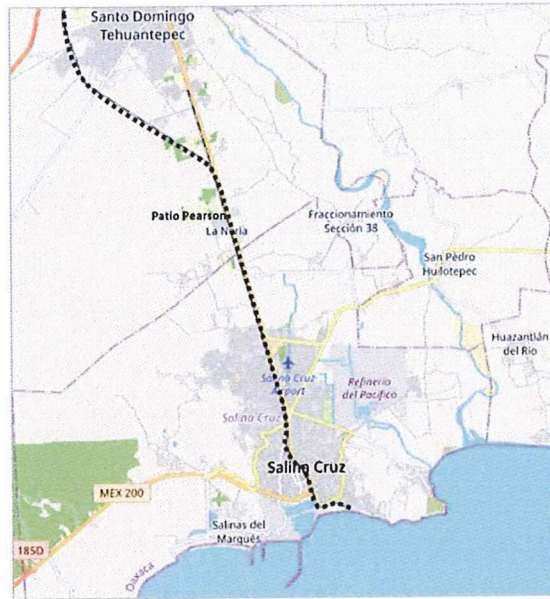 Santo Domingo
Tehuantepec
Patio Pearson
La Noria
Fraccionamiento
Sección 38
San Pedro
Huilotepec
Huazantlán
del Río
Salina Cruz
Airport
Refinería
del Pacífico
Salina Cruz
Salina Cruz
MEX 200
Salinas del
Marqués
185D
Oaxaca